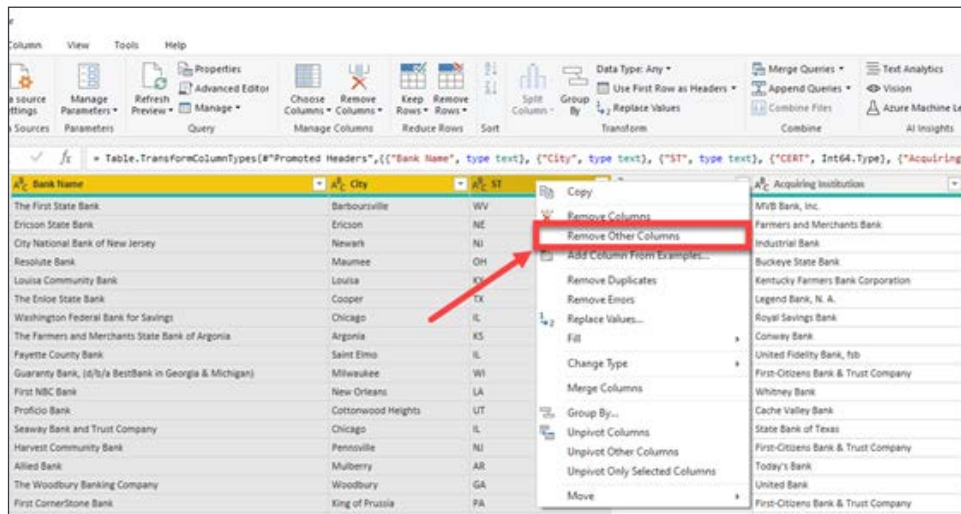 er
Column View Tools Help
Properties
Advanced Editor
Manage
a source
ttings
Manage
Parameters
Refresh
Preview
Choose
Columns
Remove
Columns
Keep
Rows
Remove
Rows
Split
Column
Group
By
Data Type: Any
Use First Row as Headers
Replace Values
Merge Queries
Append Queries
Combine Files
Text Analytics
Vision
Azure Machine Le
a Sources Parameters Query Manage Columns Reduce Rows Sort Transform Combine AI Insights
fx = Table.TransformColumnTypes(#"Promoted Headers",{{"Bank Name", type text}, {"City", type text}, {"ST", type text}, {"CERT", Int64.Type}, {"Acquiring
ABC Bank Name ABC City ABC ST ABC Acquiring Institution
The First State Bank Barboursville WV MVB Bank, Inc.
Ericson State Bank Ericson NE Farmers and Merchants Bank
City National Bank of New Jersey Newark NJ Industrial Bank
Resolute Bank Maumee OH Buckeye State Bank
Louisa Community Bank Louisa KY Kentucky Farmers Bank Corporation
The Enloe State Bank Cooper TX Legend Bank, N. A.
Washington Federal Bank for Savings Chicago IL Royal Savings Bank
The Farmers and Merchants State Bank of Argonia Argonia KS Conway Bank
Fayette County Bank Saint Elmo IL United Fidelity Bank, fsb
Guaranty Bank, (d/b/a BestBank in Georgia & Michigan) Milwaukee WI First-Citizens Bank & Trust Company
First NBC Bank New Orleans LA Whitney Bank
Proficio Bank Cottonwood Heights UT Cache Valley Bank
Seaway Bank and Trust Company Chicago IL State Bank of Texas
Harvest Community Bank Pennsville NJ First-Citizens Bank & Trust Company
Allied Bank Mulberry AR Today's Bank
The Woodbury Banking Company Woodbury GA United Bank
First CornerStone Bank King of Prussia PA First-Citizens Bank & Trust Company
Copy
Remove Columns
Remove Other Columns
Add Column From Examples...
Remove Duplicates
Remove Errors
Replace Values...
Fill
Change Type
Merge Columns
Group By...
Unpivot Columns
Unpivot Other Columns
Unpivot Only Selected Columns
Move